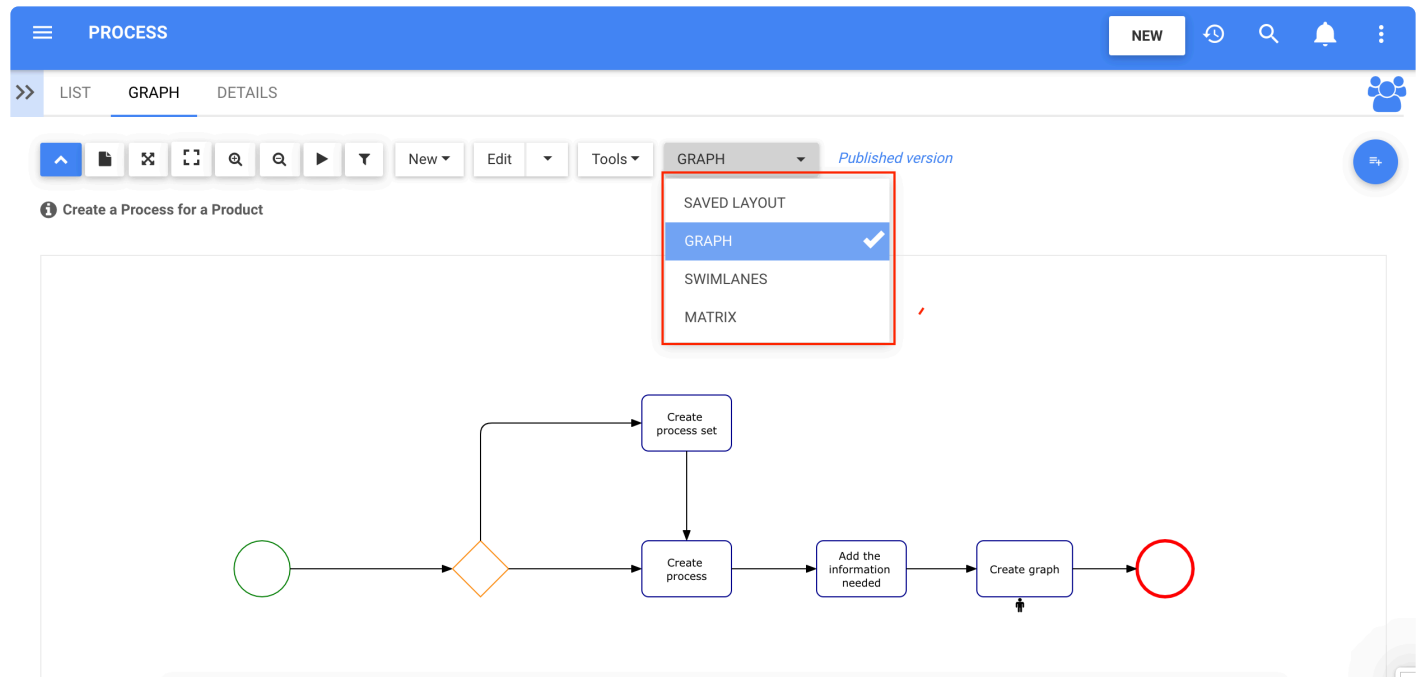 PROCESS
NEW
LIST
GRAPH
DETAILS
New
Edit
Tools
GRAPH
Published version
Create a Process for a Product
SAVED LAYOUT
GRAPH
SWIMLANES
MATRIX
Create
process set
Create
process
Add the
information
needed
Create graph